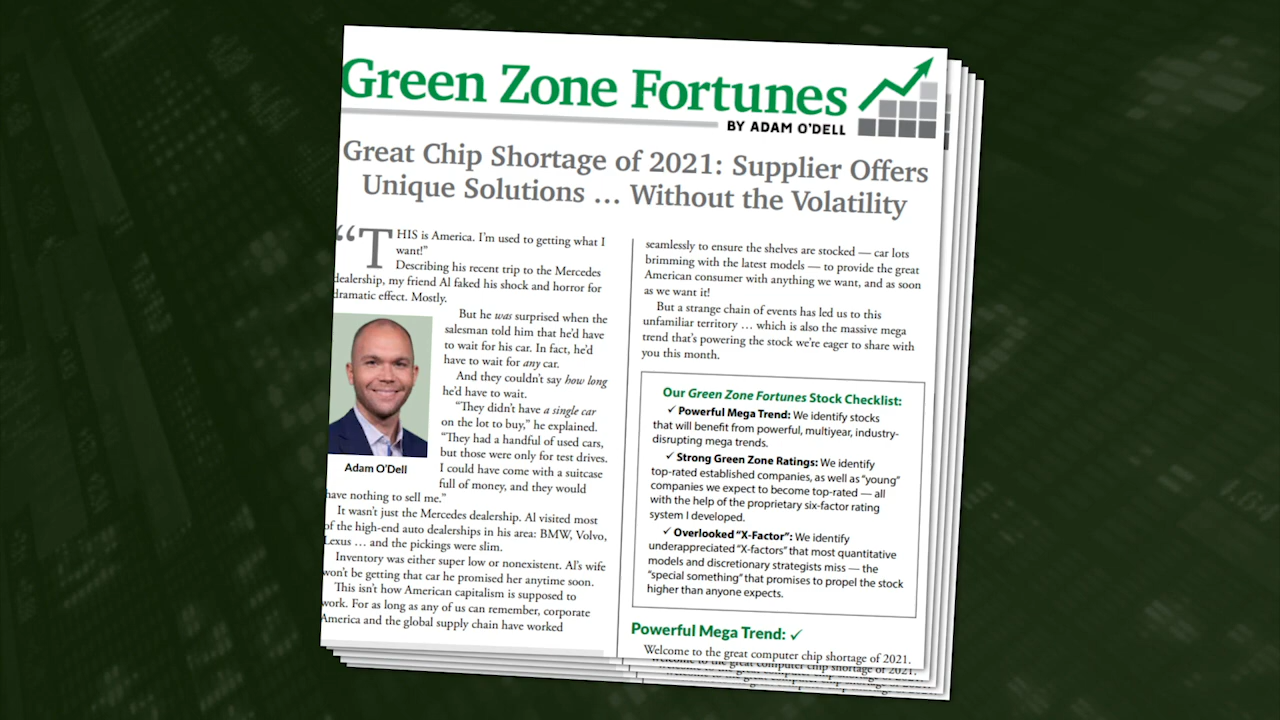 Green Zone Fortunes
BY ADAM O'DELL
Great Chip Shortage of 2021: Supplier Offers
Unique Solutions … Without the Volatility
“THIS is America. I'm used to getting what I
want!”
Describing his recent trip to the Mercedes
dealership, my friend Al faked his shock and horror for
dramatic effect. Mostly.
But he was surprised when the
salesman told him that he'd have
to wait for his car. In fact, he'd
have to wait for any car.
And they couldn't say how long
he'd have to wait.
“They didn't have a single car
on the lot to buy,” he explained.
“They had a handful of used cars,
but those were only for test drives.
I could have come with a suitcase
full of money, and they would
have nothing to sell me.”
Adam O'Dell
It wasn't just the Mercedes dealership. Al visited most
of the high-end auto dealerships in his area: BMW, Volvo,
Lexus … and the pickings were slim.
Inventory was either super low or nonexistent. Al's wife
won't be getting that car he promised her anytime soon.
This isn't how American capitalism is supposed to
work. For as long as any of us can remember, corporate
America and the global supply chain have worked
seamlessly to ensure the shelves are stocked — car lots
brimming with the latest models — to provide the great
American consumer with anything we want, and as soon
as we want it!
But a strange chain of events has led us to this
unfamiliar territory … which is also the massive mega
trend that's powering the stock we're eager to share with
you this month.
Our Green Zone Fortunes Stock Checklist:
✓ Powerful Mega Trend: We identify stocks
that will benefit from powerful, multiyear, industry-
disrupting mega trends.
✓ Strong Green Zone Ratings: We identify
top-rated established companies, as well as “young”
companies we expect to become top-rated — all
with the help of the proprietary six-factor rating
system I developed.
✓ Overlooked “X-Factor”: We identify
underappreciated “X-factors” that most quantitative
models and discretionary strategists miss — the
“special something” that promises to propel the stock
higher than anyone expects.
Powerful Mega Trend: ✓
Welcome to the great computer chip shortage of 2021.